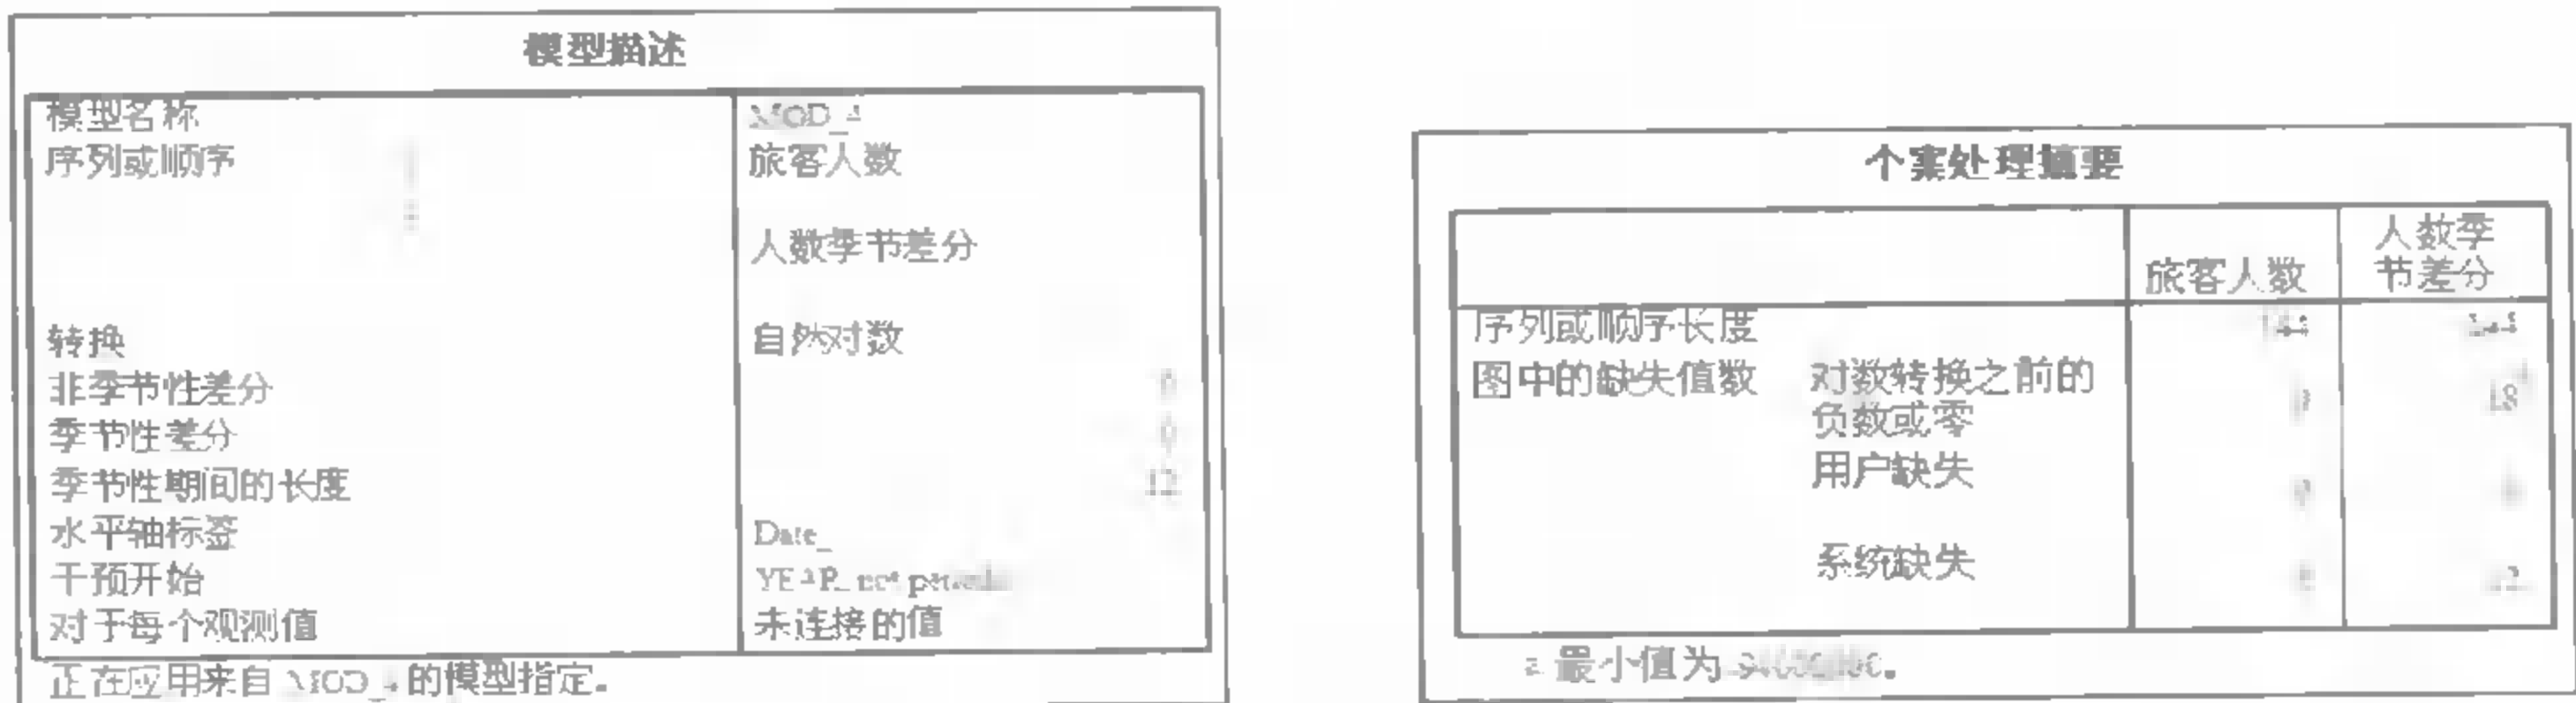 模型描述
模型名称 MOD_4
序列或顺序 旅客人数
人数季节差分
转换 自然对数
非季节性差分 0
季节性差分 0
季节性期间的长度 12
水平轴标签 Date_
干预开始
对于每个观测值 未连接的值
正在应用来自 MOD_4 的模型指定。
个案处理摘要
人数季
旅客人数 节差分
序列或顺序长度
图中的缺失值数 对数转换之前的
负数或零
用户缺失
系统缺失
a 最小值为